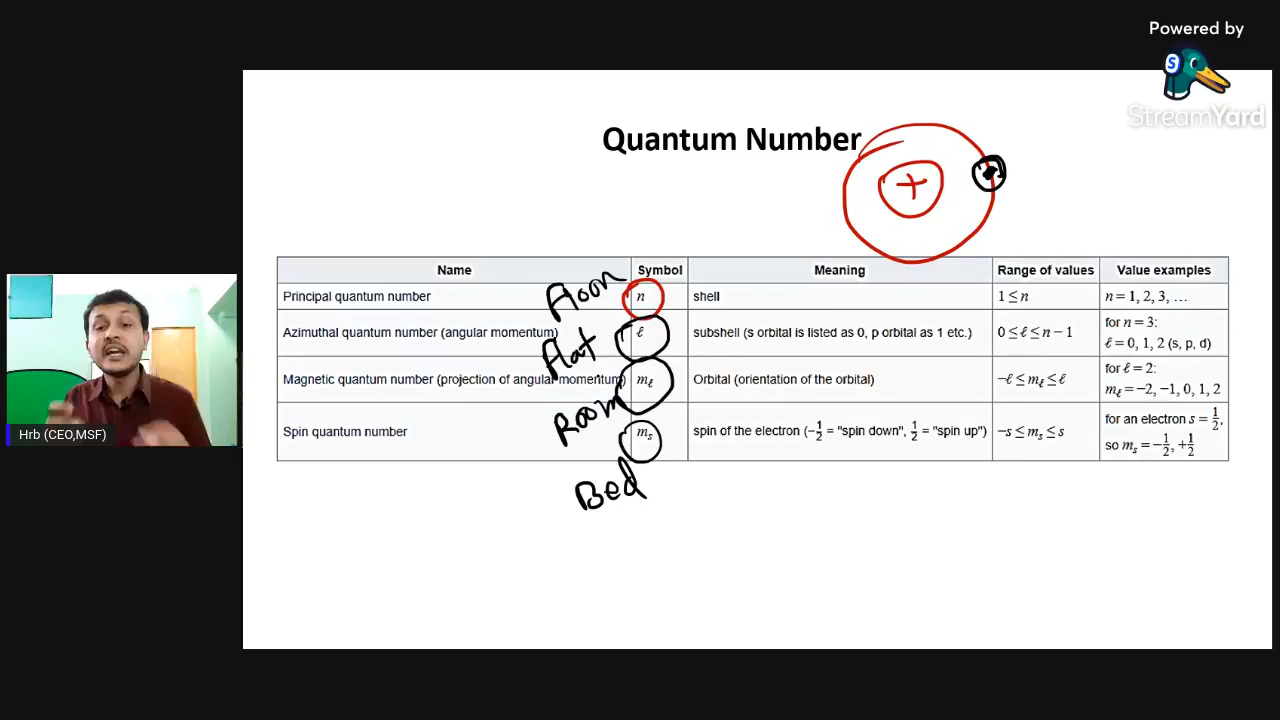 Powered by
S
StreamYard
Quantum Number
+
Name Symbol Meaning Range of values Value examples
Floor
Principal quantum number n shell 1 ≤ n n = 1, 2, 3, …
Azimuthal quantum number (angular momentum) ℓ subshell (s orbital is listed as 0, p orbital as 1 etc.) 0 ≤ ℓ ≤ n − 1 for n = 3:
ℓ = 0, 1, 2 (s, p, d)
Flat
Magnetic quantum number (projection of angular momentum) mℓ Orbital (orientation of the orbital) −ℓ ≤ mℓ ≤ ℓ for ℓ = 2:
mℓ = −2, −1, 0, 1, 2
Room
Spin quantum number ms spin of the electron (−1/2 = "spin down", 1/2 = "spin up") −s ≤ ms ≤ s for an electron s = 1/2,
so ms = −1/2, +1/2
Bed
Hrb (CEO,MSF)